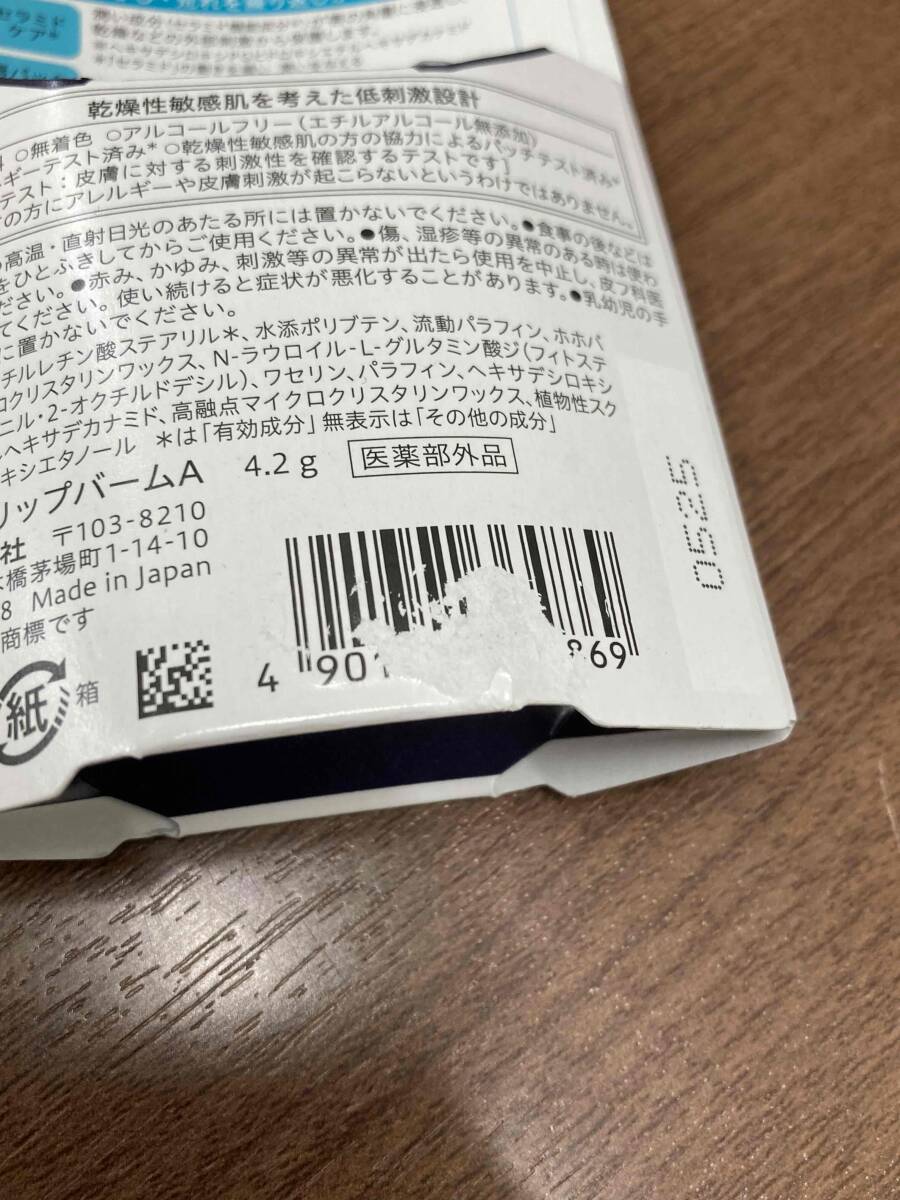 セラミド
ケア*
乾燥性敏感肌を考えた低刺激設計
○無着色 ○アルコールフリー(エチルアルコール無添加)
ギーテスト済み* ○乾燥性敏感肌の方の協力によるパッチテスト済み*
テスト:皮膚に対する刺激性を確認するテストです]
の方にアレルギーや皮膚刺激が起こらないというわけではありません。
高温・直射日光のあたる所には置かないでください。●食事の後などは
をひとふきしてからご使用ください。●傷、湿疹等の異常のある時は使わ
ださい。●赤み、かゆみ、刺激等の異常が出たら使用を中止し、皮フ科医
てください。使い続けると症状が悪化することがあります。●乳幼児の手
に置かないでください。
チルレチン酸ステアリル*、水添ポリブテン、流動パラフィン、ホホバ
ロクリスタリンワックス、N-ラウロイル-L-グルタミン酸ジ(フィトステ
ニル・2-オクチルドデシル)、ワセリン、パラフィン、ヘキサデシロキシ
ルヘキサデカナミド、高融点マイクロクリスタリンワックス、植物性スク
キシエタノール *は「有効成分」無表示は「その他の成分」
リップバームA 4.2 g 医薬部外品
社 〒103-8210
橋茅場町1-14-10
8 Made in Japan
商標です
紙 箱
4 901 869
0525